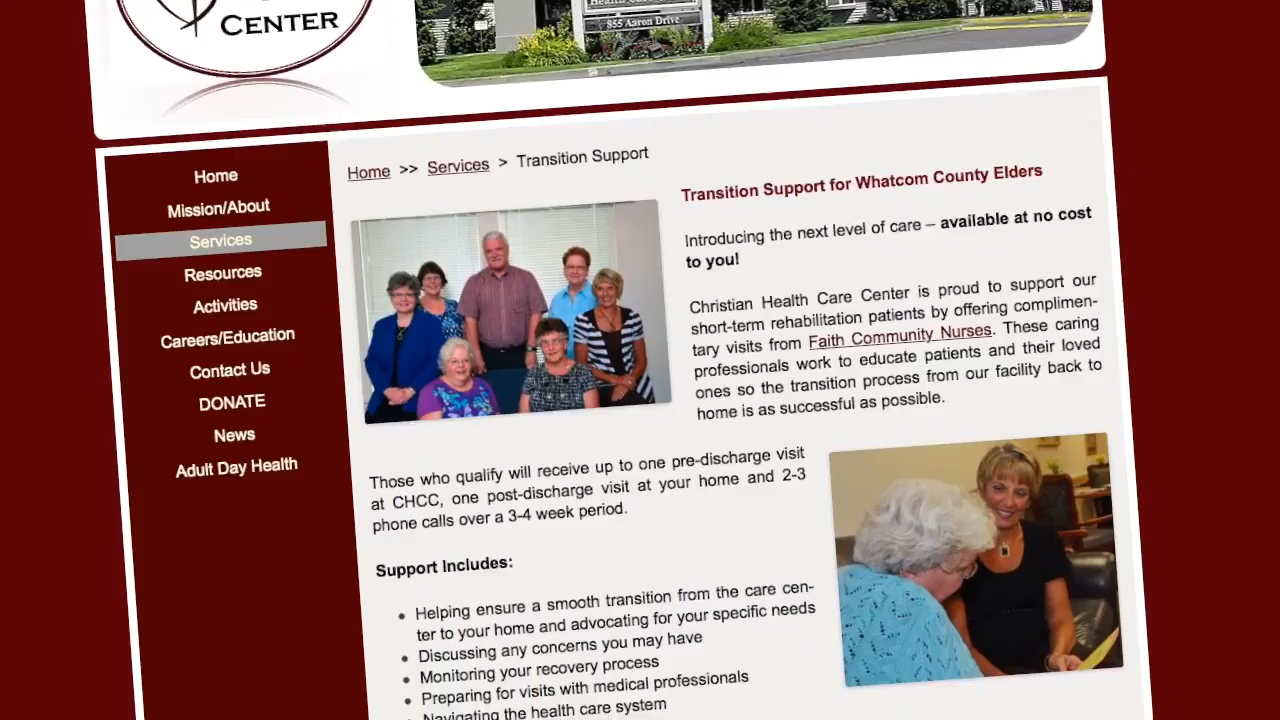 CENTER
855 Aaron Drive
Home
Mission/About
Services
Resources
Activities
Careers/Education
Contact Us
DONATE
News
Adult Day Health
Home >> Services > Transition Support
Transition Support for Whatcom County Elders
Introducing the next level of care – available at no cost
to you!
Christian Health Care Center is proud to support our
short-term rehabilitation patients by offering complimen-
tary visits from Faith Community Nurses. These caring
professionals work to educate patients and their loved
ones so the transition process from our facility back to
home is as successful as possible.
Those who qualify will receive up to one pre-discharge visit
at CHCC, one post-discharge visit at your home and 2-3
phone calls over a 3-4 week period.
Support Includes:
• Helping ensure a smooth transition from the care cen-
ter to your home and advocating for your specific needs
• Discussing any concerns you may have
• Monitoring your recovery process
• Preparing for visits with medical professionals
• Navigating the health care system